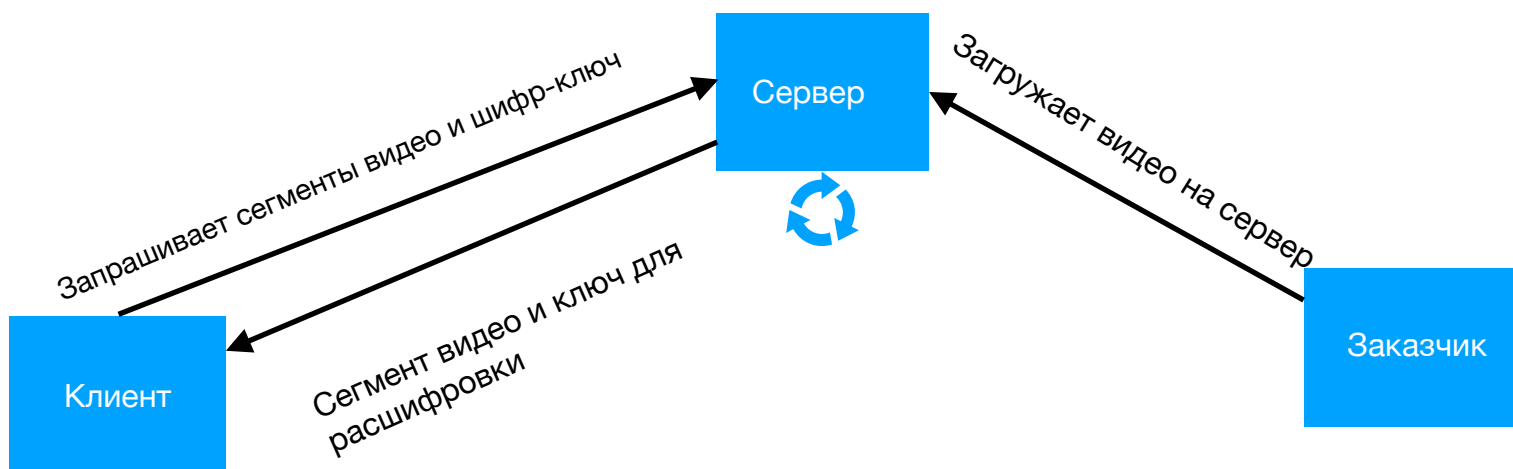 Запрашивает сегменты видео и шифр-ключ
Сервер
Загружает видео на сервер
Сегмент видео и ключ для
расшифровки
Клиент
Заказчик